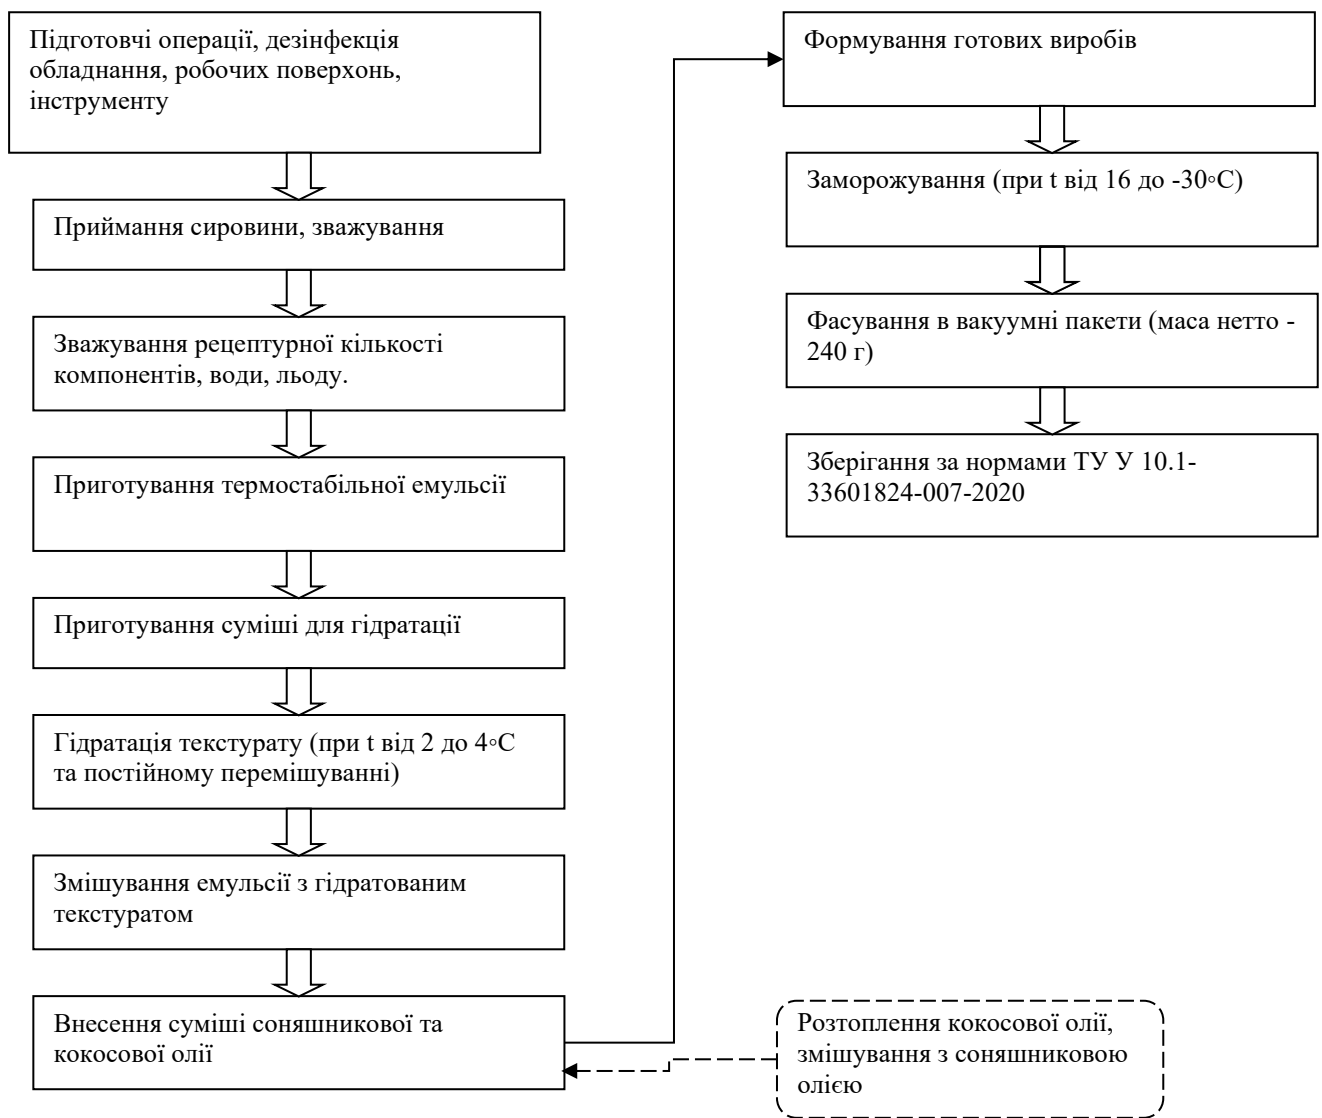 Підготовчі операції, дезінфекція
обладнання, робочих поверхонь,
інструменту
Приймання сировини, зважування
Зважування рецептурної кількості
компонентів, води, льоду.
Приготування термостабільної емульсії
Приготування суміші для гідратації
Гідратація текстурату (при t від 2 до 4◦С
та постійному перемішуванні)
Змішування емульсії з гідратованим
текстуратом
Внесення суміші соняшникової та
кокосової олії
Розтоплення кокосової олії,
змішування з соняшниковою
олією
Формування готових виробів
Заморожування (при t від 16 до -30◦С)
Фасування в вакуумні пакети (маса нетто -
240 г)
Зберігання за нормами ТУ У 10.1-
33601824-007-2020